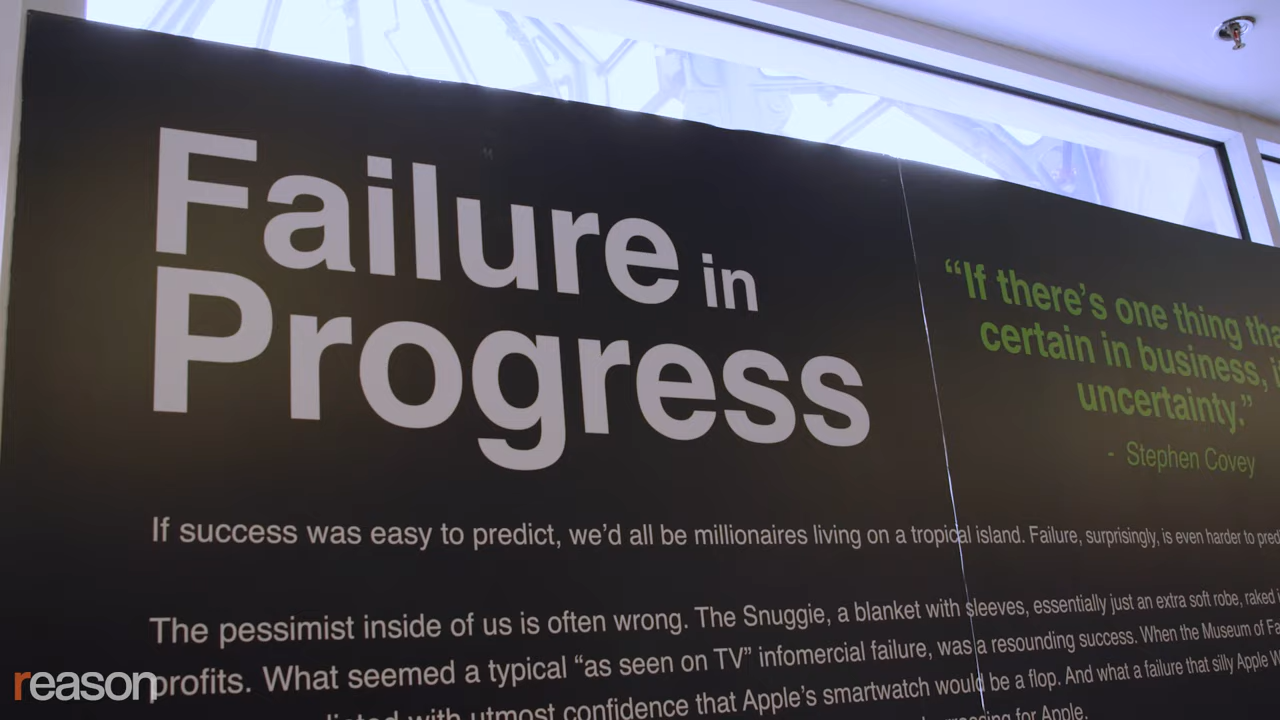 Failure in
Progress
“If there’s one thing
certain in business,
uncertainty.”
- Stephen Covey
If success was easy to predict, we’d all be millionaires living on a tropical island. Failure, surprisingly, is even harder to
The pessimist inside of us is often wrong. The Snuggie, a blanket with sleeves, essentially just an extra soft robe, raked
profits. What seemed a typical “as seen on TV” infomercial failure, was a resounding success. When the Museum of
with utmost confidence that Apple’s smartwatch would be a flop. And what a failure that silly Apple
for Apple.
reason